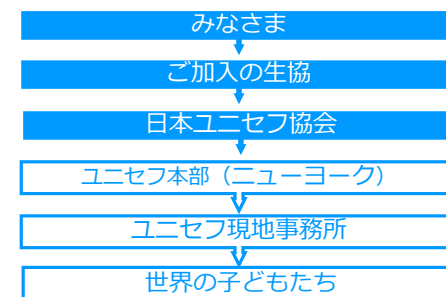 みなさま
ご加入の生協
日本ユニセフ協会
ユニセフ本部（ニューヨーク）
ユニセフ現地事務所
世界の子どもたち